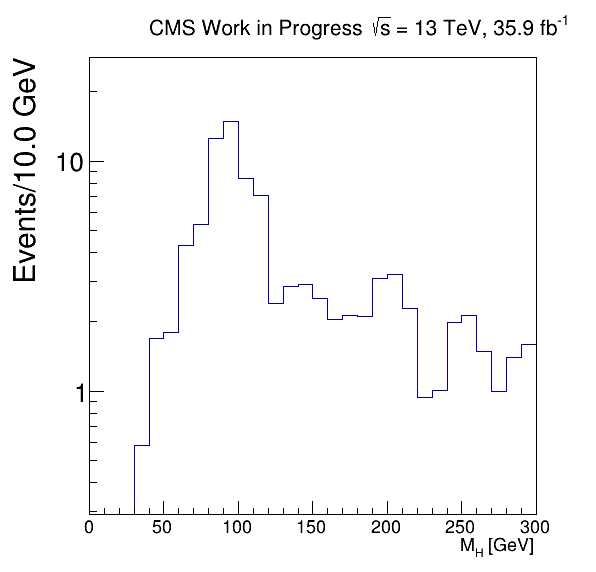 CMS Work in Progress √s = 13 TeV, 35.9 fb⁻¹
Events/10.0 GeV
10
1
0 50 100 150 200 250 300
M_H [GeV]